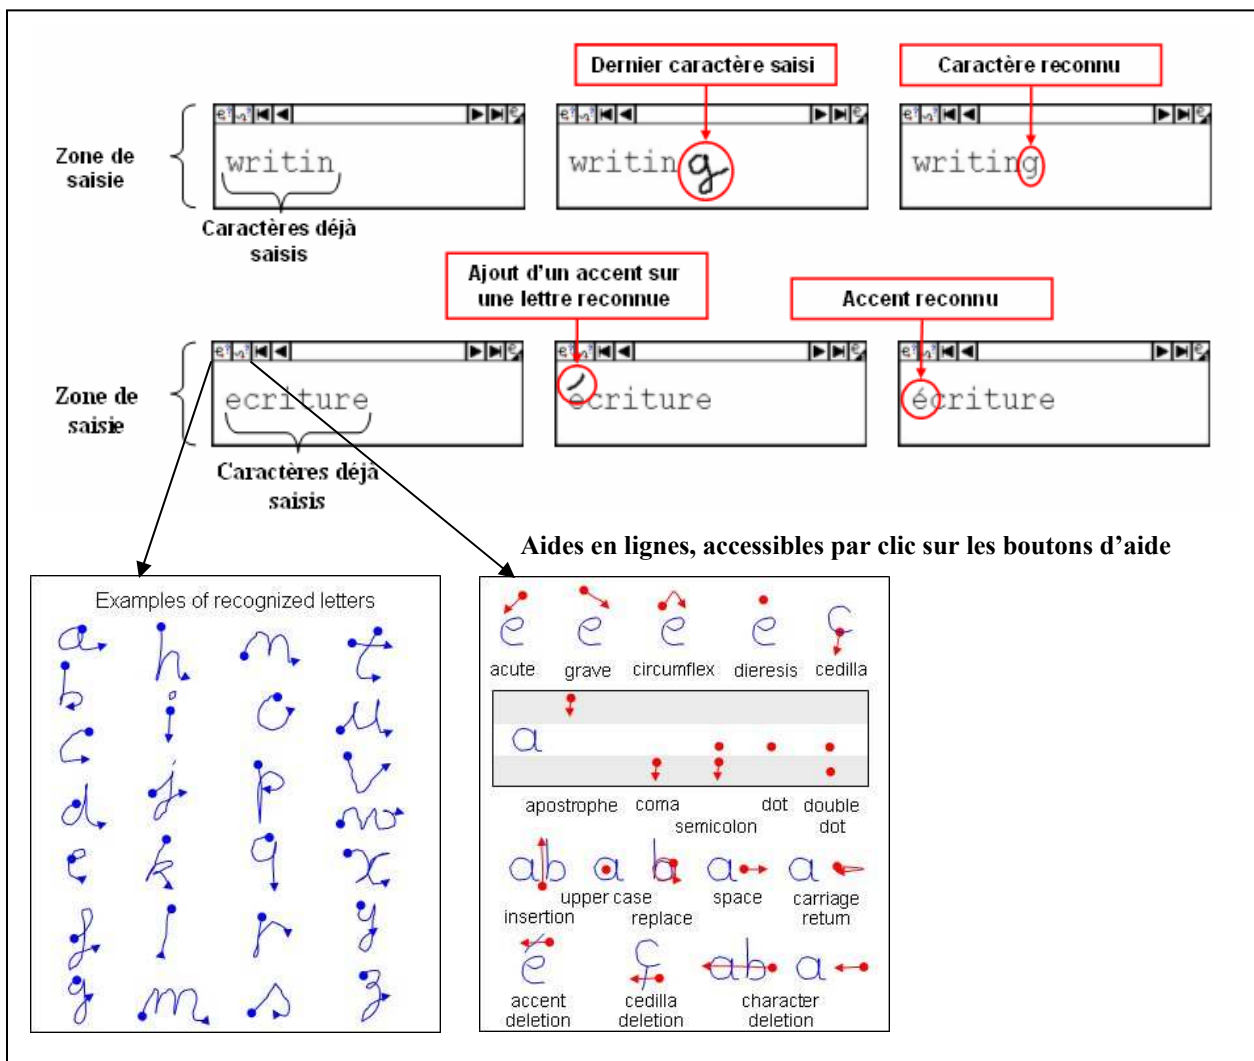 Dernier caractère saisi
Caractère reconnu
Zone de
saisie
e? e
writin
e? e
writing
e? e
writing
Caractères déjà
saisis
Ajout d'un accent sur
une lettre reconnue
Accent reconnu
Zone de
saisie
e? e
ecriture
e? e
écriture
e? e
écriture
Caractères déjà
saisis
Aides en lignes, accessibles par clic sur les boutons d'aide
Examples of recognized letters
a h n t
b i o u
c j p v
d k q w
e l r x
f m s y
g z
e e e e ç
acute grave circumflex dieresis cedilla
a
apostrophe coma dot double
semicolon dot
ab a b a a
upper case space carriage
insertion replace return
é ç ab a
accent cedilla character
deletion deletion deletion